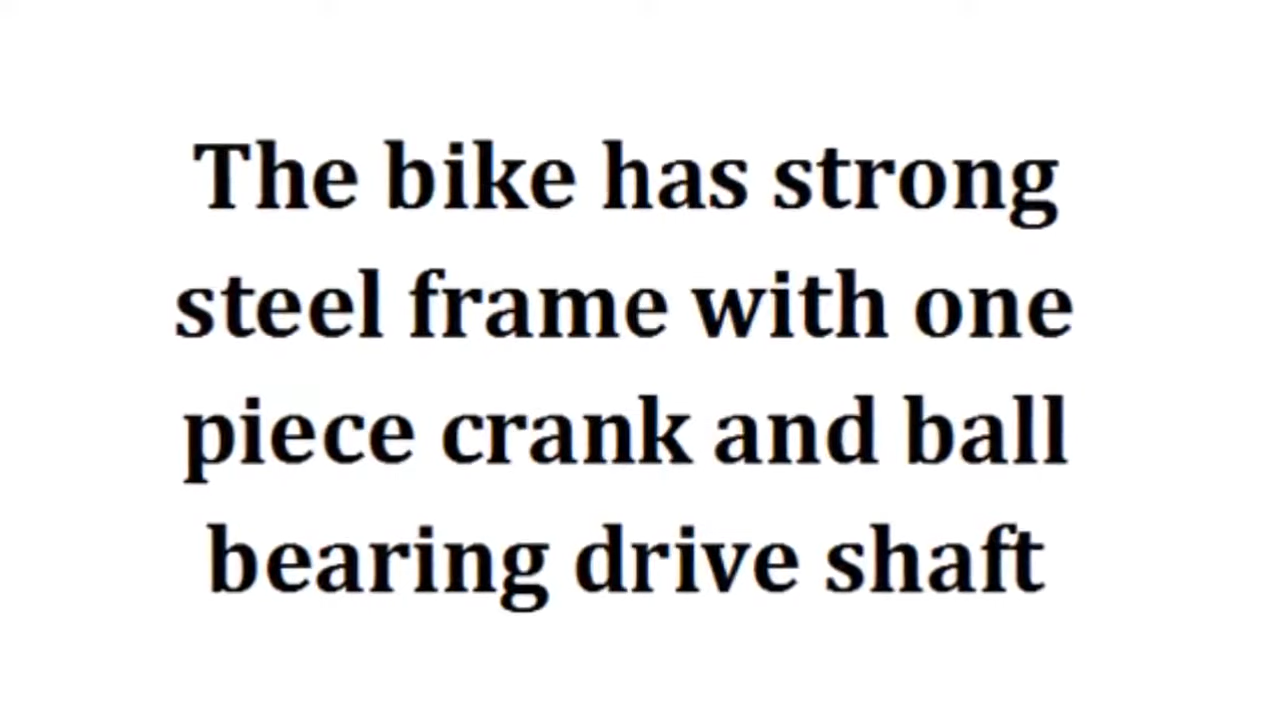 The bike has strong
steel frame with one
piece crank and ball
bearing drive shaft